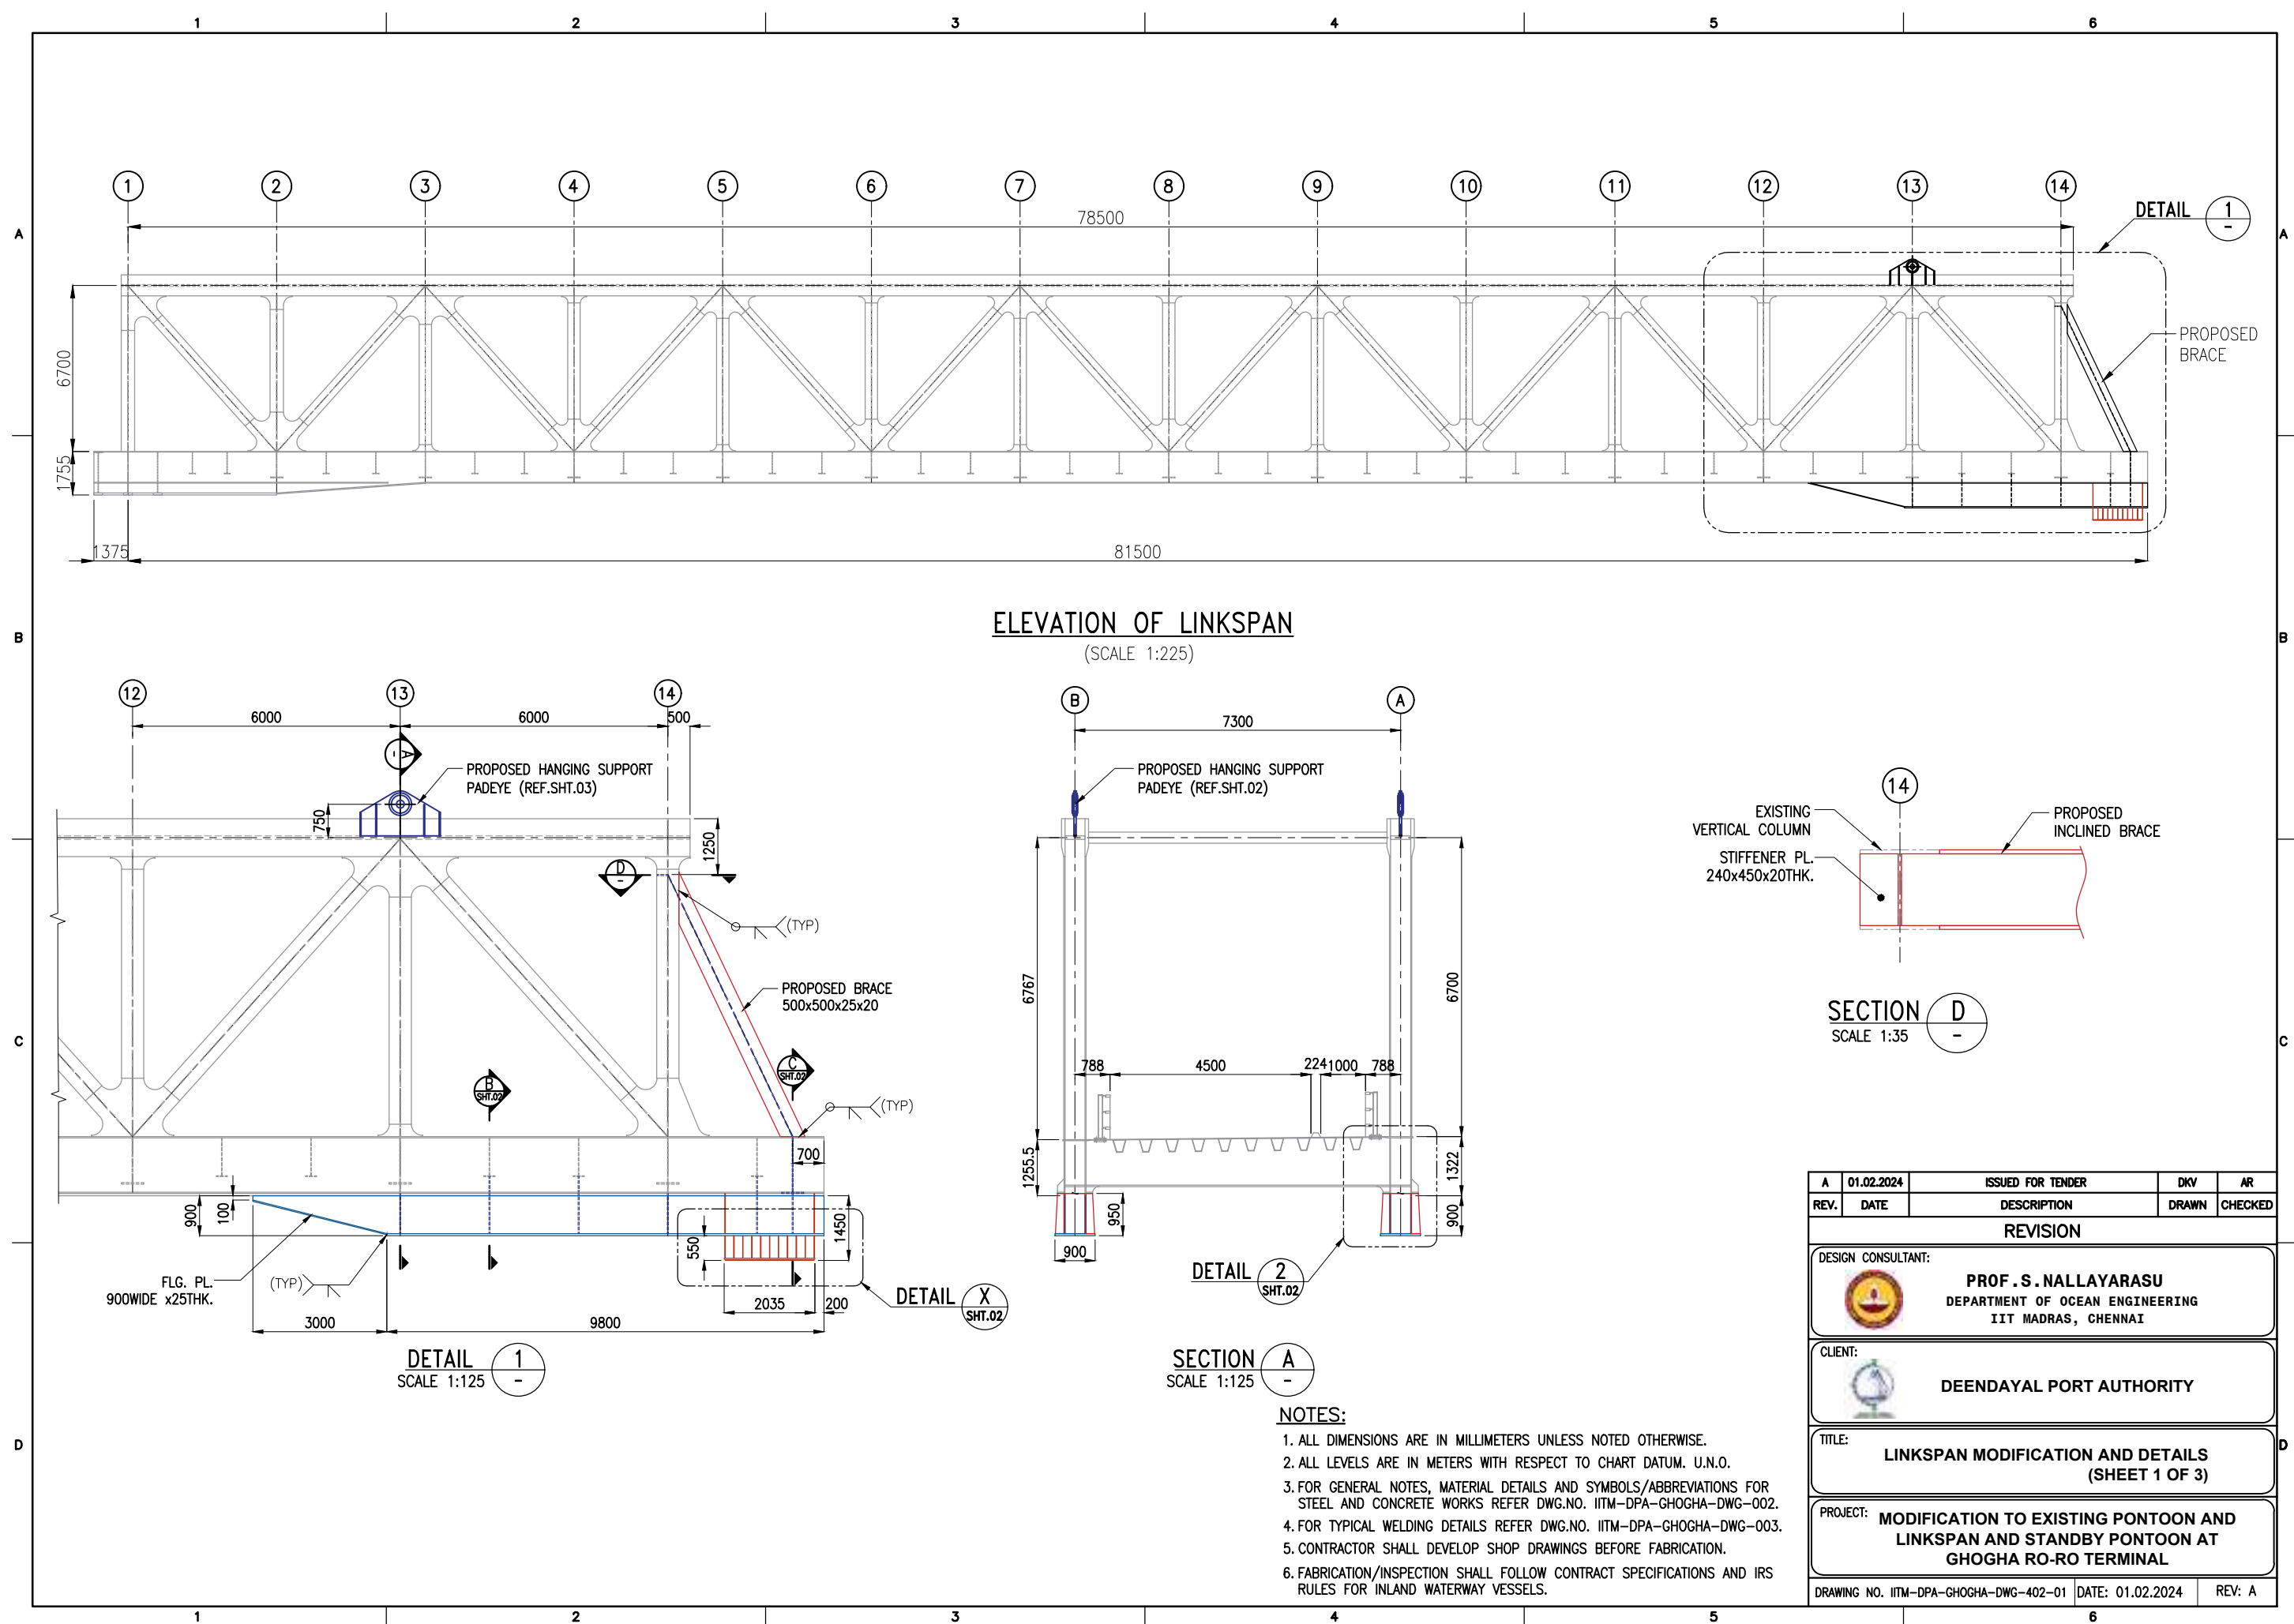 1 2 3 4 5 6
A
B
C
D
1 2 3 4 5 6 7 8 9 10 11 12 13 14
78500
DETAIL 1
-
6700
1755
PROPOSED
BRACE
1375
81500
ELEVATION OF LINKSPAN
(SCALE 1:225)
12 13 14
6000 6000 500
A
-
PROPOSED HANGING SUPPORT
PADEYE (REF.SHT.03)
750
1250
D
-
(TYP)
PROPOSED BRACE
500x500x25x20
B
SHT.02
C
SHT.02
(TYP)
700
900
100
550
1450
FLG. PL.
900WIDE x25THK.
(TYP)
2035 200
3000 9800
DETAIL X
SHT.02
DETAIL 1
SCALE 1:125 -
B A
7300
PROPOSED HANGING SUPPORT
PADEYE (REF.SHT.02)
6767
6700
788 4500 224 1000 788
1255.5
1322
950
900
900
DETAIL 2
SHT.02
SECTION A
SCALE 1:125 -
14
EXISTING
VERTICAL COLUMN
STIFFENER PL.
240x450x20THK.
PROPOSED
INCLINED BRACE
SECTION D
SCALE 1:35 -
NOTES:
1. ALL DIMENSIONS ARE IN MILLIMETERS UNLESS NOTED OTHERWISE.
2. ALL LEVELS ARE IN METERS WITH RESPECT TO CHART DATUM. U.N.O.
3. FOR GENERAL NOTES, MATERIAL DETAILS AND SYMBOLS/ABBREVIATIONS FOR
STEEL AND CONCRETE WORKS REFER DWG.NO. IITM-DPA-GHOGHA-DWG-002.
4. FOR TYPICAL WELDING DETAILS REFER DWG.NO. IITM-DPA-GHOGHA-DWG-003.
5. CONTRACTOR SHALL DEVELOP SHOP DRAWINGS BEFORE FABRICATION.
6. FABRICATION/INSPECTION SHALL FOLLOW CONTRACT SPECIFICATIONS AND IRS
RULES FOR INLAND WATERWAY VESSELS.
A 01.02.2024 ISSUED FOR TENDER DKV AR
REV. DATE DESCRIPTION DRAWN CHECKED
REVISION
DESIGN CONSULTANT:
PROF.S.NALLAYARASU
DEPARTMENT OF OCEAN ENGINEERING
IIT MADRAS, CHENNAI
CLIENT:
DEENDAYAL PORT AUTHORITY
TITLE:
LINKSPAN MODIFICATION AND DETAILS
(SHEET 1 OF 3)
PROJECT: MODIFICATION TO EXISTING PONTOON AND
LINKSPAN AND STANDBY PONTOON AT
GHOGHA RO-RO TERMINAL
DRAWING NO. IITM-DPA-GHOGHA-DWG-402-01 DATE: 01.02.2024 REV: A
A
B
C
D
1 2 3 4 5 6